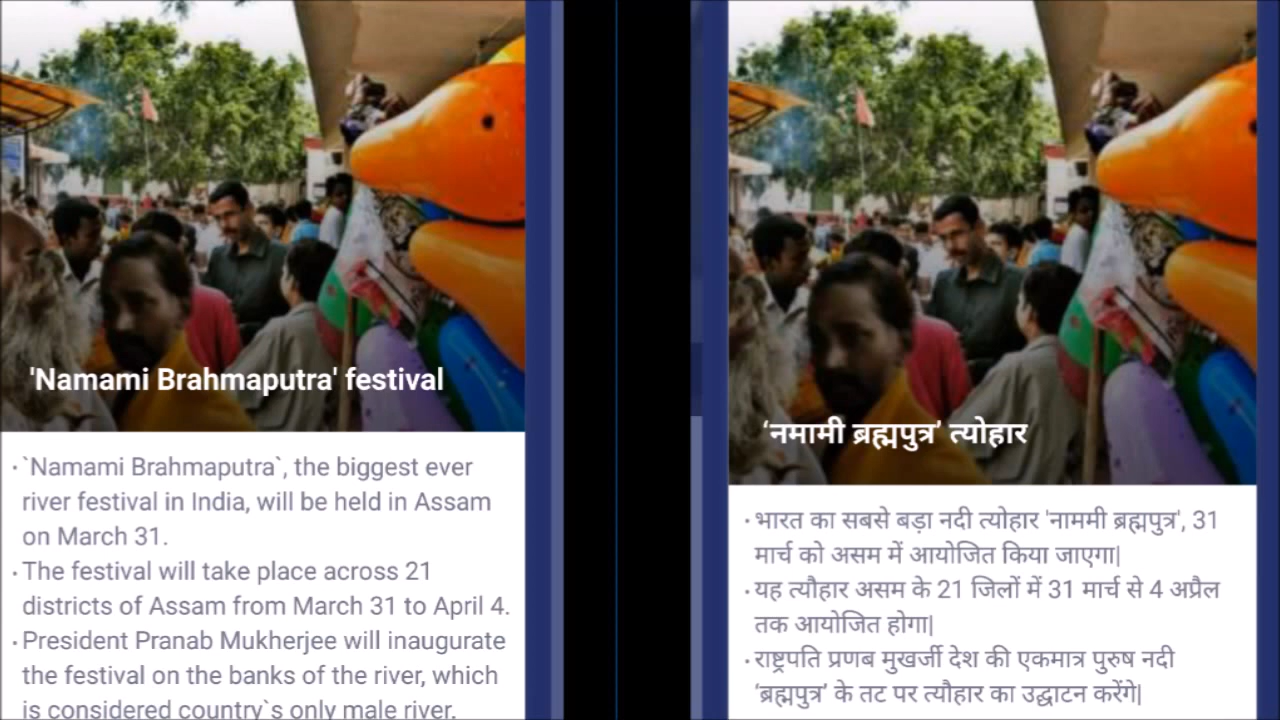 'Namami Brahmaputra' festival
· `Namami Brahmaputra`, the biggest ever
river festival in India, will be held in Assam
on March 31.
· The festival will take place across 21
districts of Assam from March 31 to April 4.
· President Pranab Mukherjee will inaugurate
the festival on the banks of the river, which
is considered country`s only male river.
‘नमामी ब्रह्मपुत्र’ त्योहार
· भारत का सबसे बड़ा नदी त्योहार 'नाममी ब्रह्मपुत्र', 31
मार्च को असम में आयोजित किया जाएगा|
· यह त्यौहार असम के 21 जिलों में 31 मार्च से 4 अप्रैल
तक आयोजित होगा|
· राष्ट्रपति प्रणब मुखर्जी देश की एकमात्र पुरुष नदी
‘ब्रह्मपुत्र’ के तट पर त्यौहार का उद्घाटन करेंगे|